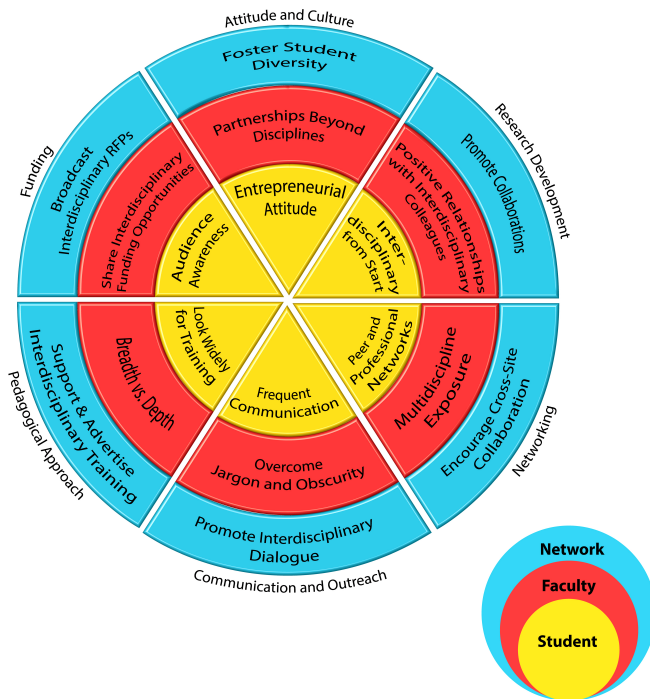 Attitude and Culture
Foster Student
Diversity
Partnerships Beyond
Disciplines
Entrepreneurial
Attitude
Research Development
Promote Collaborations
Positive Relationships
with Interdisciplinary
Colleagues
Inter-
disciplinary
from Start
Networking
Encourage Cross-Site
Collaboration
Multidiscipline
Exposure
Peer and
Professional
Networks
Communication and Outreach
Promote Interdisciplinary
Dialogue
Overcome
Jargon and Obscurity
Frequent
Communication
Pedagogical Approach
Support & Advertise
Interdisciplinary Training
Breadth vs. Depth
Look Widely
for Training
Funding
Broadcast
Interdisciplinary RFPs
Share Interdisciplinary
Funding Opportunities
Audience
Awareness
Network
Faculty
Student